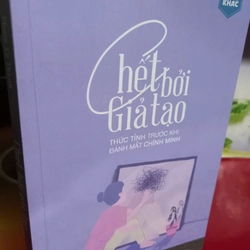 KHÁC
Chết bởi
Giả tạo
THỨC TỈNH TRƯỚC KHI
ĐÁNH MẤT CHÍNH MÌNH